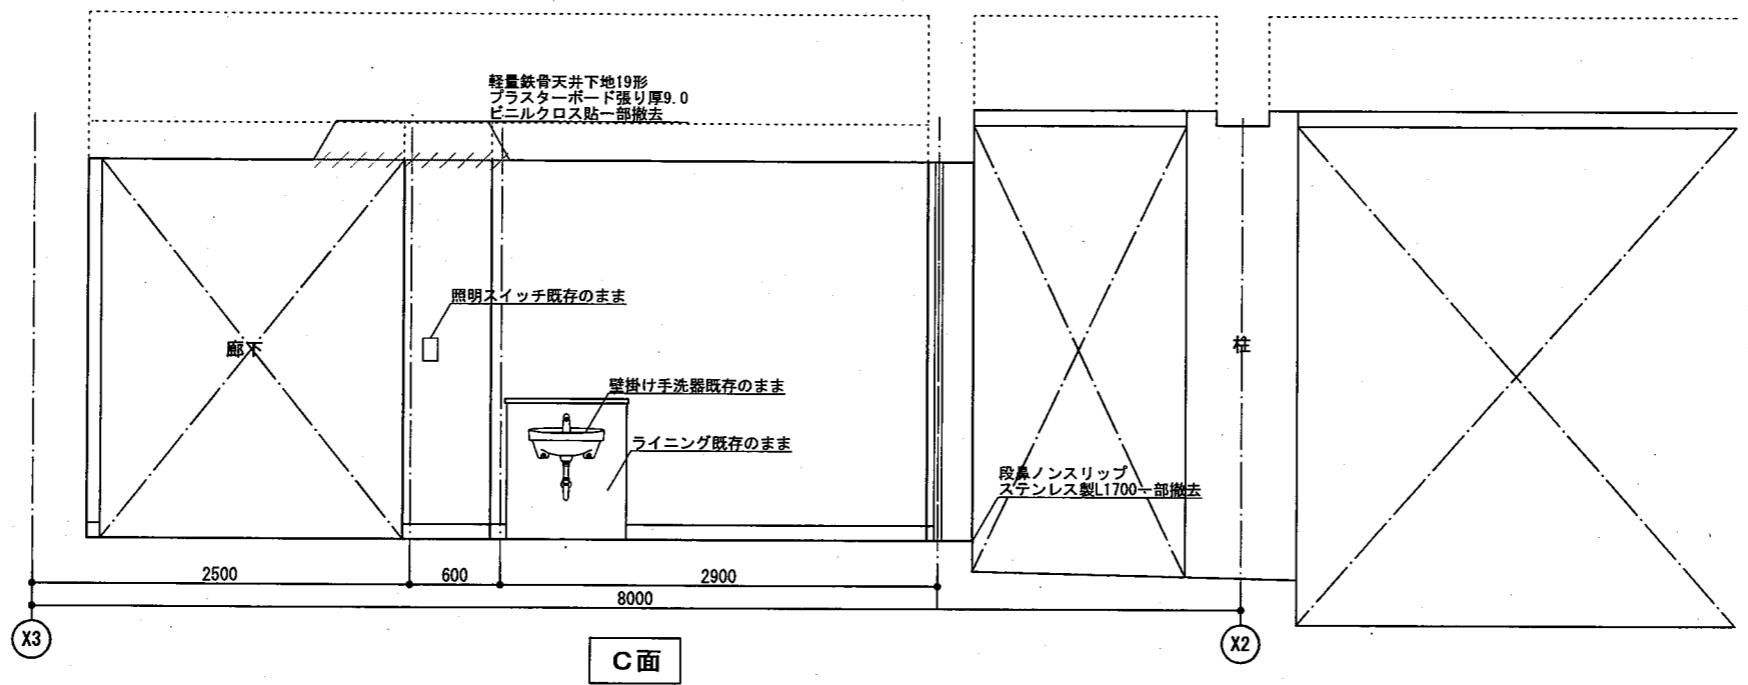 軽量鉄骨天井下地19形
プラスターボード張り厚9.0
ビニルクロス貼一部撤去
照明スイッチ既存のまま
廊下
柱
壁掛け手洗器既存のまま
ライニング既存のまま
段鼻ノンスリップ
ステンレス製L1700一部撤去
2500
600
2900
8000
X3
X2
C面